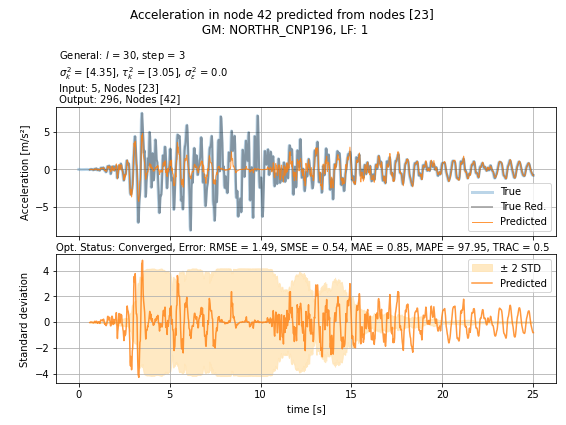 Acceleration in node 42 predicted from nodes [23]
GM: NORTHR_CNP196, LF: 1
General: l = 30, step = 3
σ²ₖ = [4.35], τ²ₖ = [3.05], σ²ε = 0.0
Input: 5, Nodes [23]
Output: 296, Nodes [42]
Acceleration [m/s²]
5
0
−5
True
True Red.
Predicted
Opt. Status: Converged, Error: RMSE = 1.49, SMSE = 0.54, MAE = 0.85, MAPE = 97.95, TRAC = 0.5
Standard deviation
4
2
0
−2
−4
± 2 STD
Predicted
0 5 10 15 20 25
time [s]